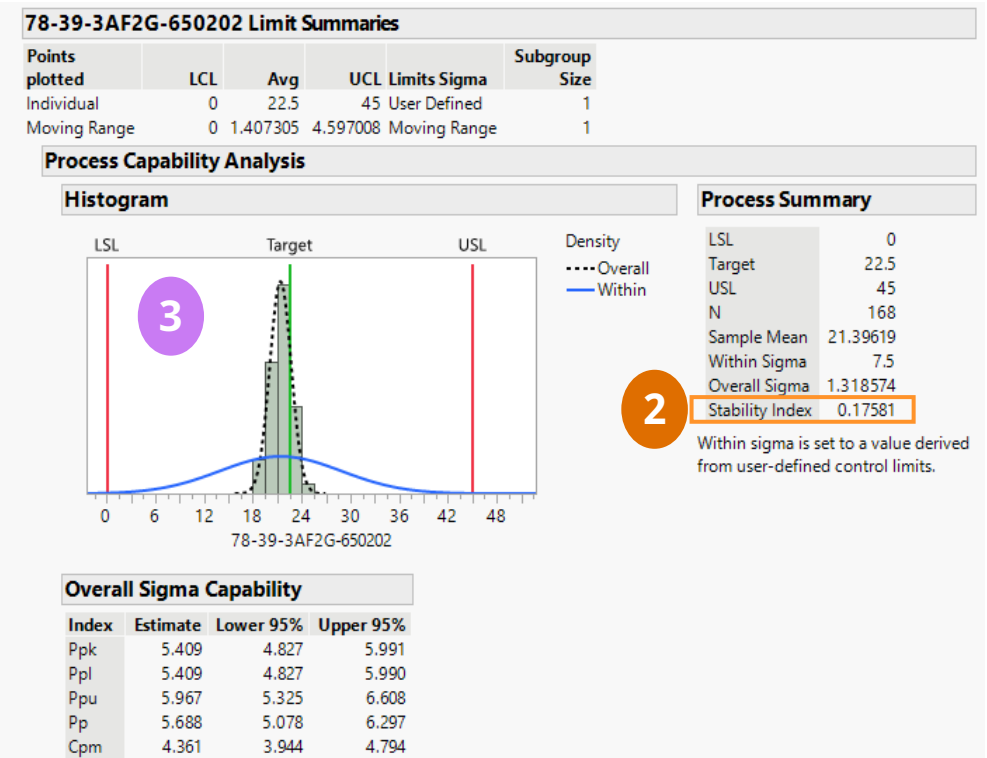 78-39-3AF2G-650202 Limit Summaries
Points plotted LCL Avg UCL Limits Sigma Subgroup Size
Individual 0 22.5 45 User Defined 1
Moving Range 0 1.407305 4.597008 Moving Range 1
Process Capability Analysis
Histogram
LSL Target USL
3
Density
Overall
Within
0 6 12 18 24 30 36 42 48
78-39-3AF2G-650202
Process Summary
LSL 0
Target 22.5
USL 45
N 168
Sample Mean 21.39619
Within Sigma 7.5
Overall Sigma 1.318574
2
Stability Index 0.17581
Within sigma is set to a value derived
from user-defined control limits.
Overall Sigma Capability
Index Estimate Lower 95% Upper 95%
Ppk 5.409 4.827 5.991
Ppl 5.409 4.827 5.990
Ppu 5.967 5.325 6.608
Pp 5.688 5.078 6.297
Cpm 4.361 3.944 4.794